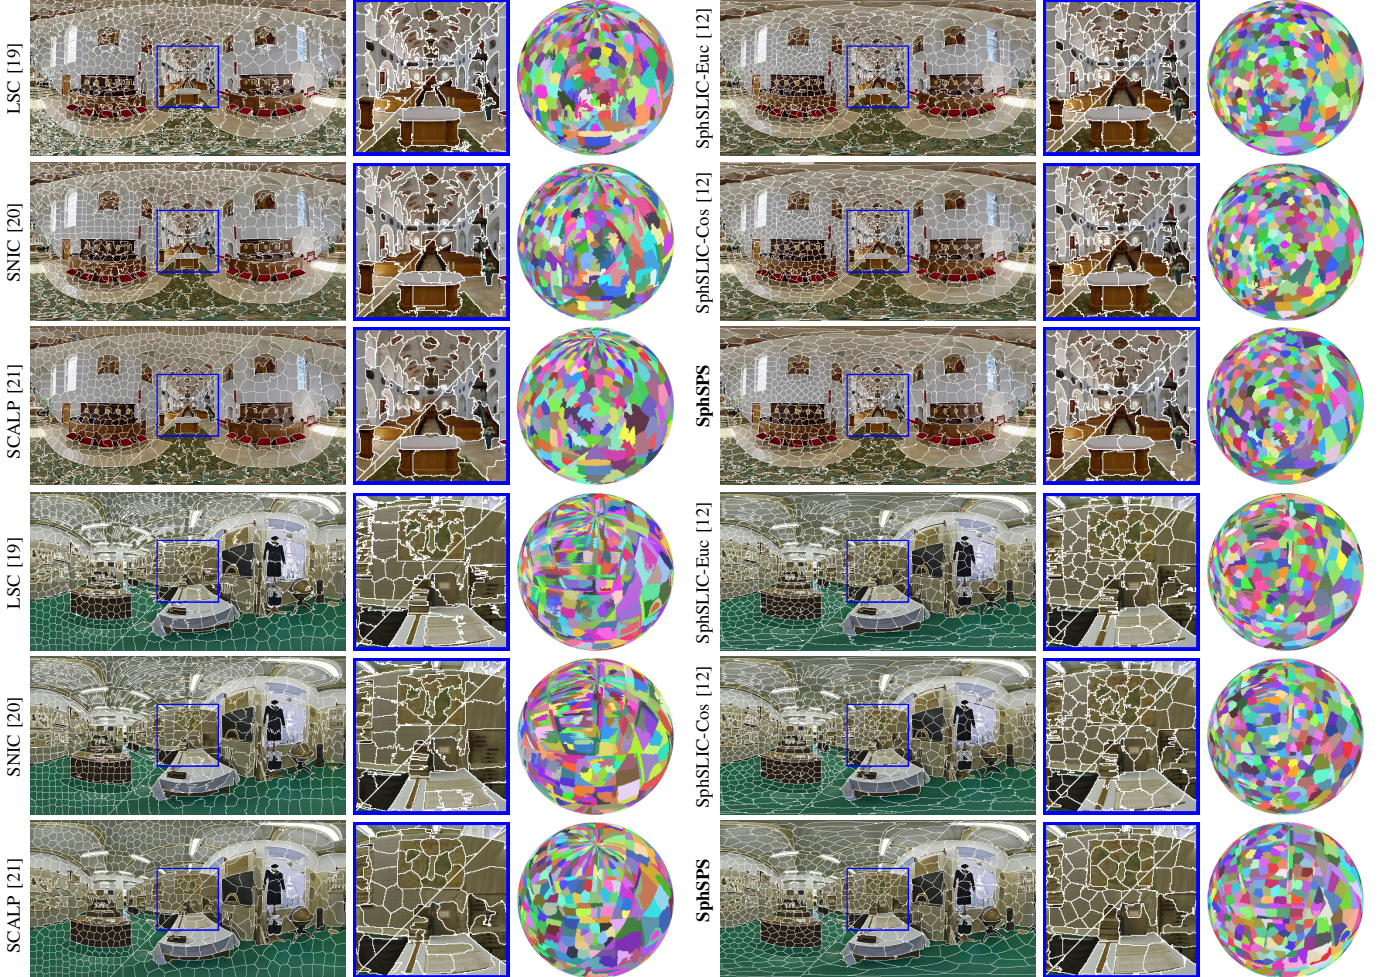 LSC [19]
SphSLIC-Euc [12]
SNIC [20]
SphSLIC-Cos [12]
SCALP [21]
SphSPS
LSC [19]
SphSLIC-Euc [12]
SNIC [20]
SphSLIC-Cos [12]
SCALP [21]
SphSPS